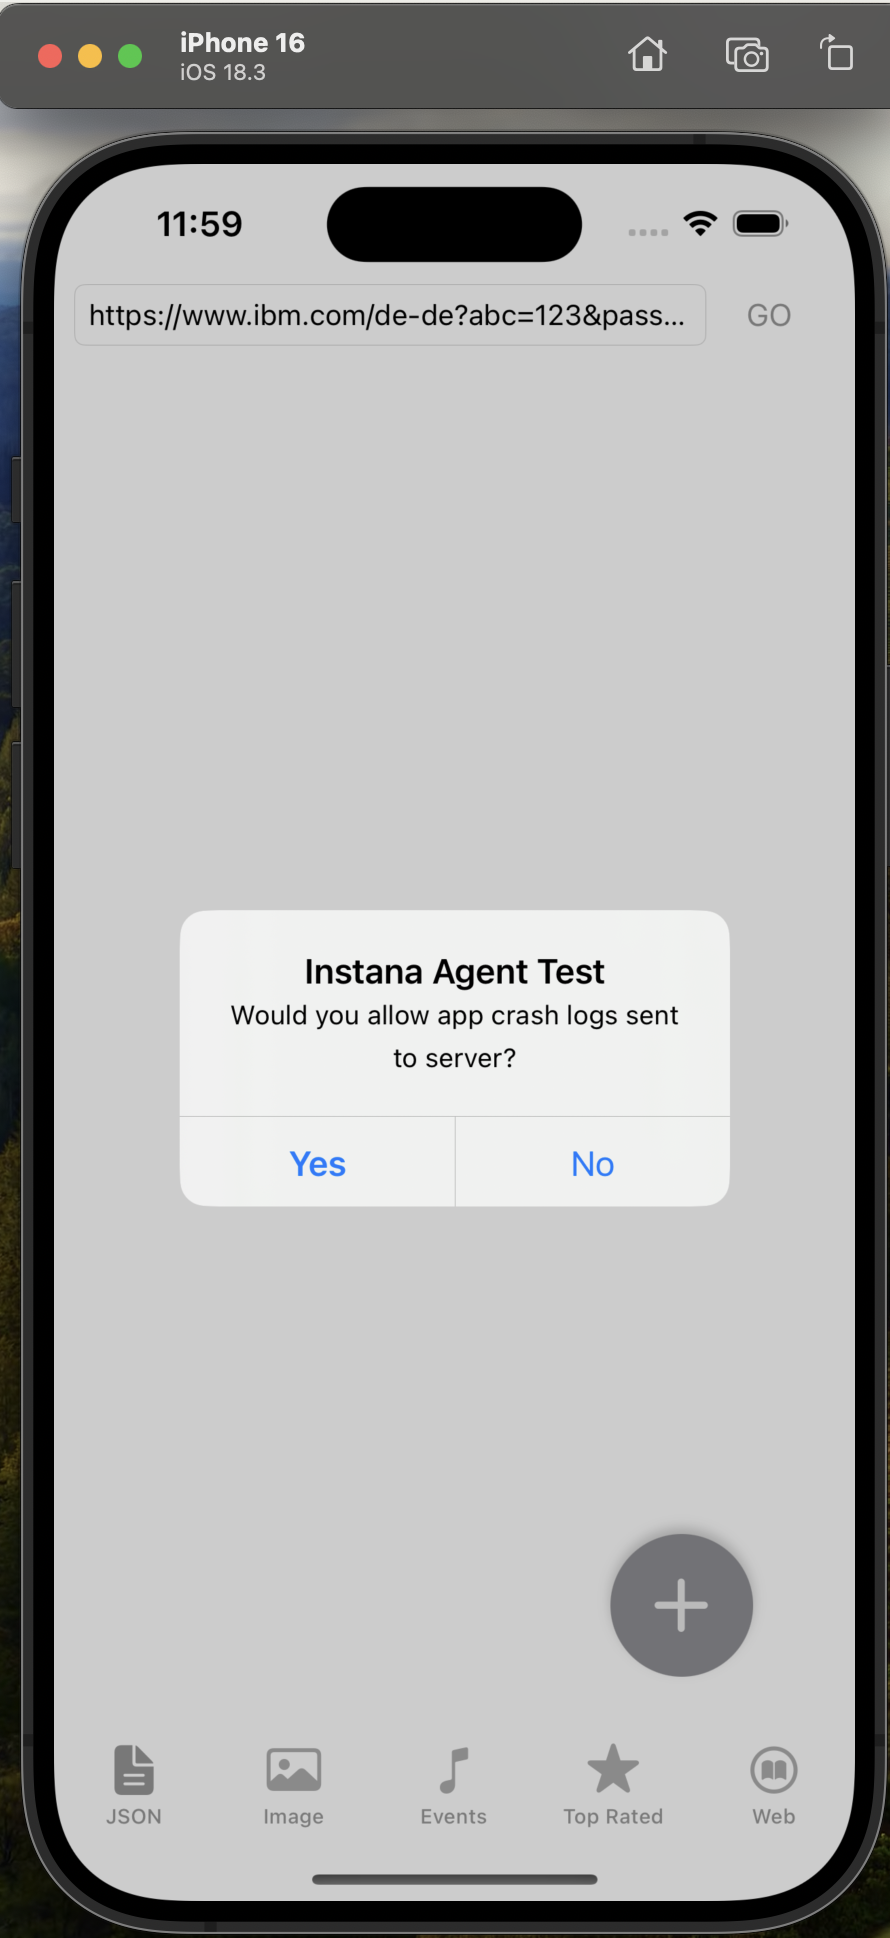 iPhone 16
iOS 18.3
11:59
https://www.ibm.com/de-de?abc=123&pass...
GO
Instana Agent Test
Would you allow app crash logs sent
to server?
Yes
No
JSON
Image
Events
Top Rated
Web